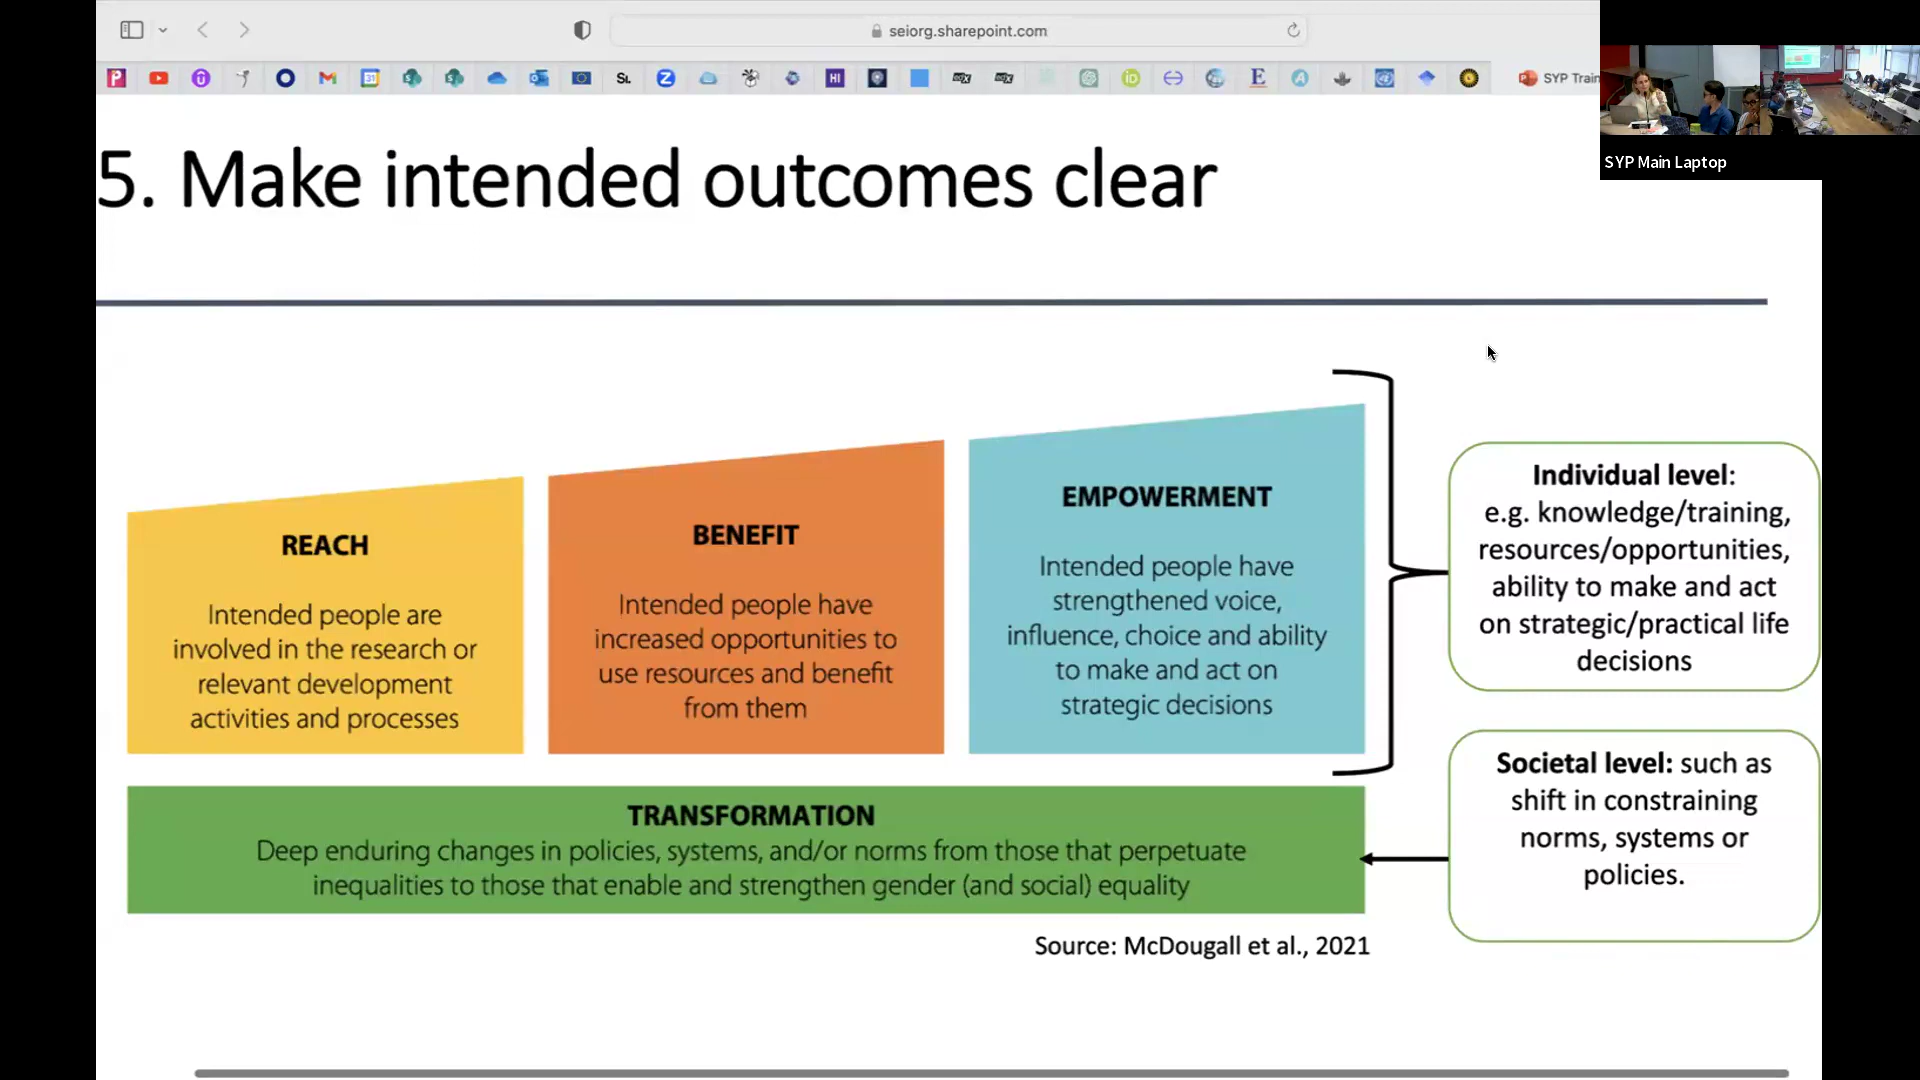 seiorg.sharepoint.com
31
SL
Z
HI
iD
E
A
SYP Train
SYP Main Laptop
5. Make intended outcomes clear
REACH
Intended people are
involved in the research or
relevant development
activities and processes
BENEFIT
Intended people have
increased opportunities to
use resources and benefit
from them
EMPOWERMENT
Intended people have
strengthened voice,
influence, choice and ability
to make and act on
strategic decisions
Individual level:
e.g. knowledge/training,
resources/opportunities,
ability to make and act
on strategic/practical life
decisions
TRANSFORMATION
Deep enduring changes in policies, systems, and/or norms from those that perpetuate
inequalities to those that enable and strengthen gender (and social) equality
Societal level: such as
shift in constraining
norms, systems or
policies.
Source: McDougall et al., 2021